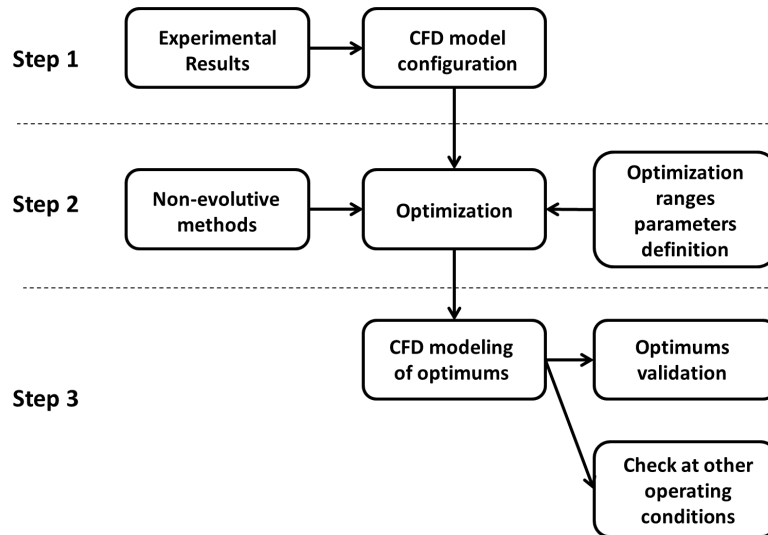 Step 1
Experimental
Results
CFD model
configuration
Step 2
Non-evolutive
methods
Optimization
Optimization
ranges
parameters
definition
Step 3
CFD modeling
of optimums
Optimums
validation
Check at other
operating
conditions